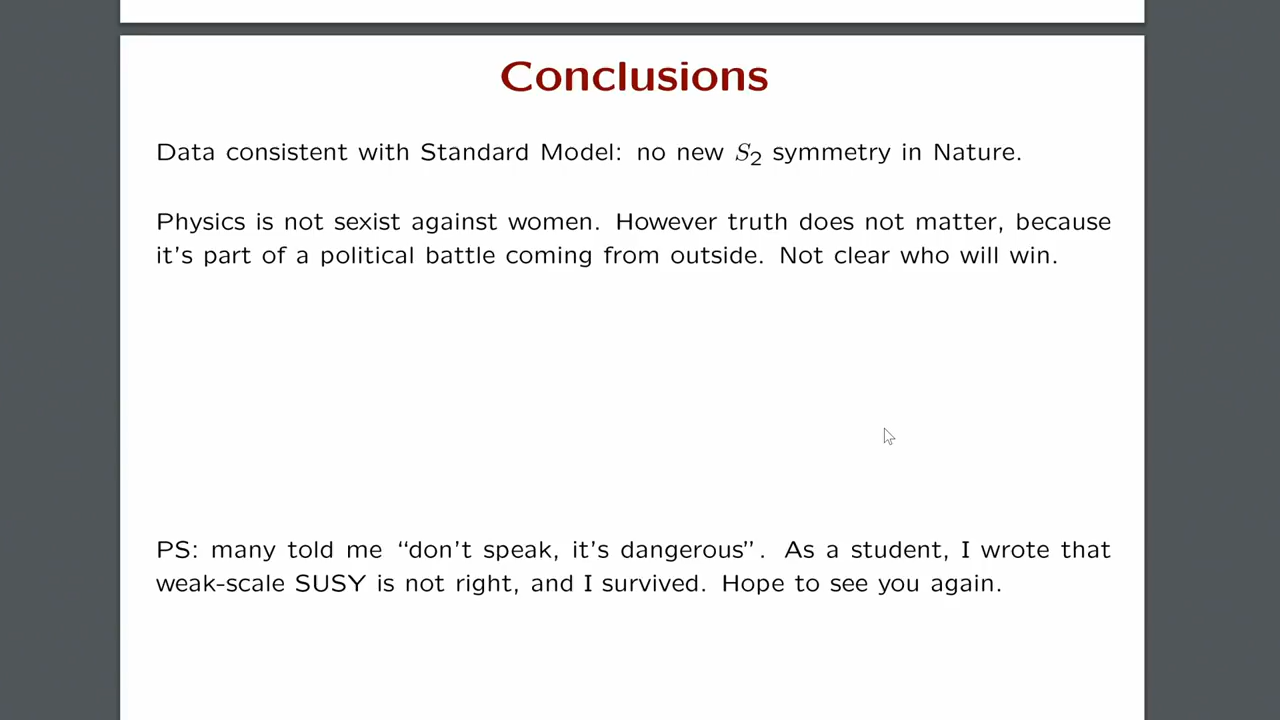 Conclusions
Data consistent with Standard Model: no new S₂ symmetry in Nature.
Physics is not sexist against women. However truth does not matter, because
it's part of a political battle coming from outside. Not clear who will win.
PS: many told me “don't speak, it's dangerous”. As a student, I wrote that
weak-scale SUSY is not right, and I survived. Hope to see you again.